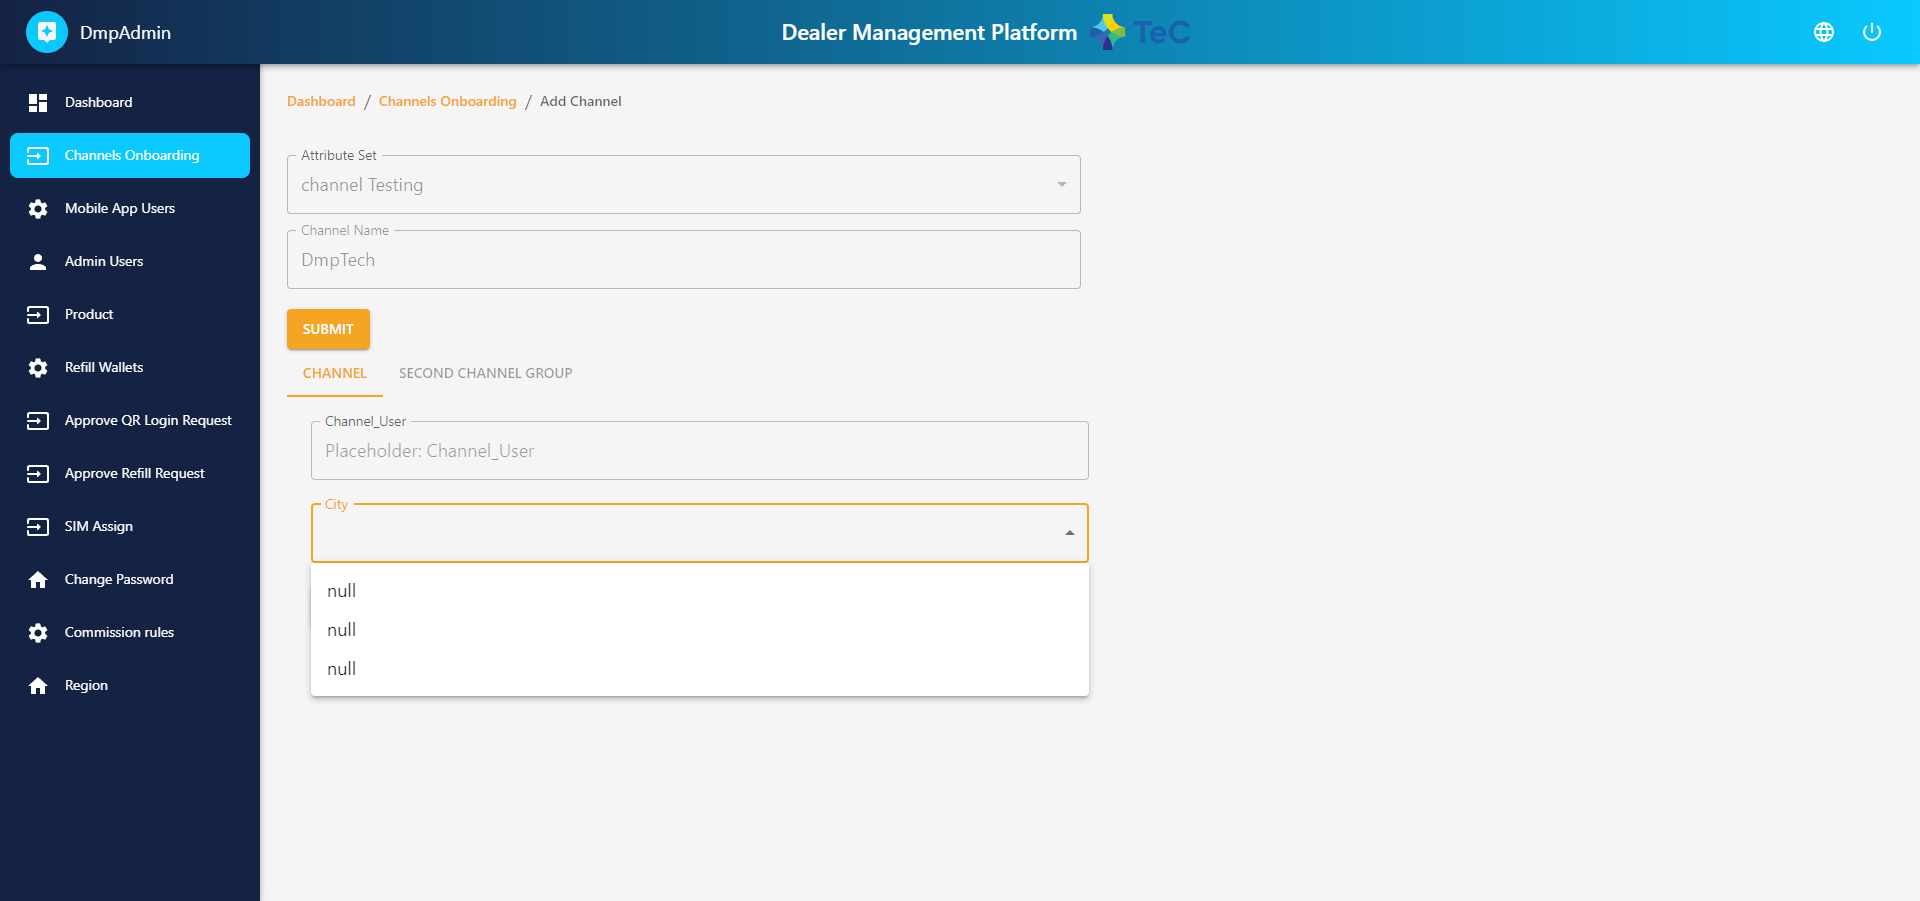 DmpAdmin
Dealer Management Platform TeC
Dashboard
Channels Onboarding
Mobile App Users
Admin Users
Product
Refill Wallets
Approve QR Login Request
Approve Refill Request
SIM Assign
Change Password
Commission rules
Region
Dashboard / Channels Onboarding / Add Channel
Attribute Set
channel Testing
Channel Name
DmpTech
SUBMIT
CHANNEL SECOND CHANNEL GROUP
Channel_User
Placeholder: Channel_User
City
null
null
null